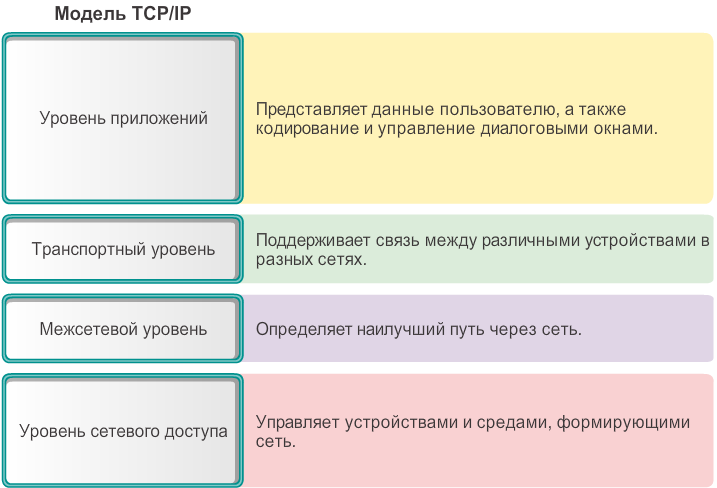 Модель TCP/IP
Уровень приложений
Представляет данные пользователю, а также
кодирование и управление диалоговыми окнами.
Транспортный уровень
Поддерживает связь между различными устройствами в
разных сетях.
Межсетевой уровень
Определяет наилучший путь через сеть.
Уровень сетевого доступа
Управляет устройствами и средами, формирующими
сеть.